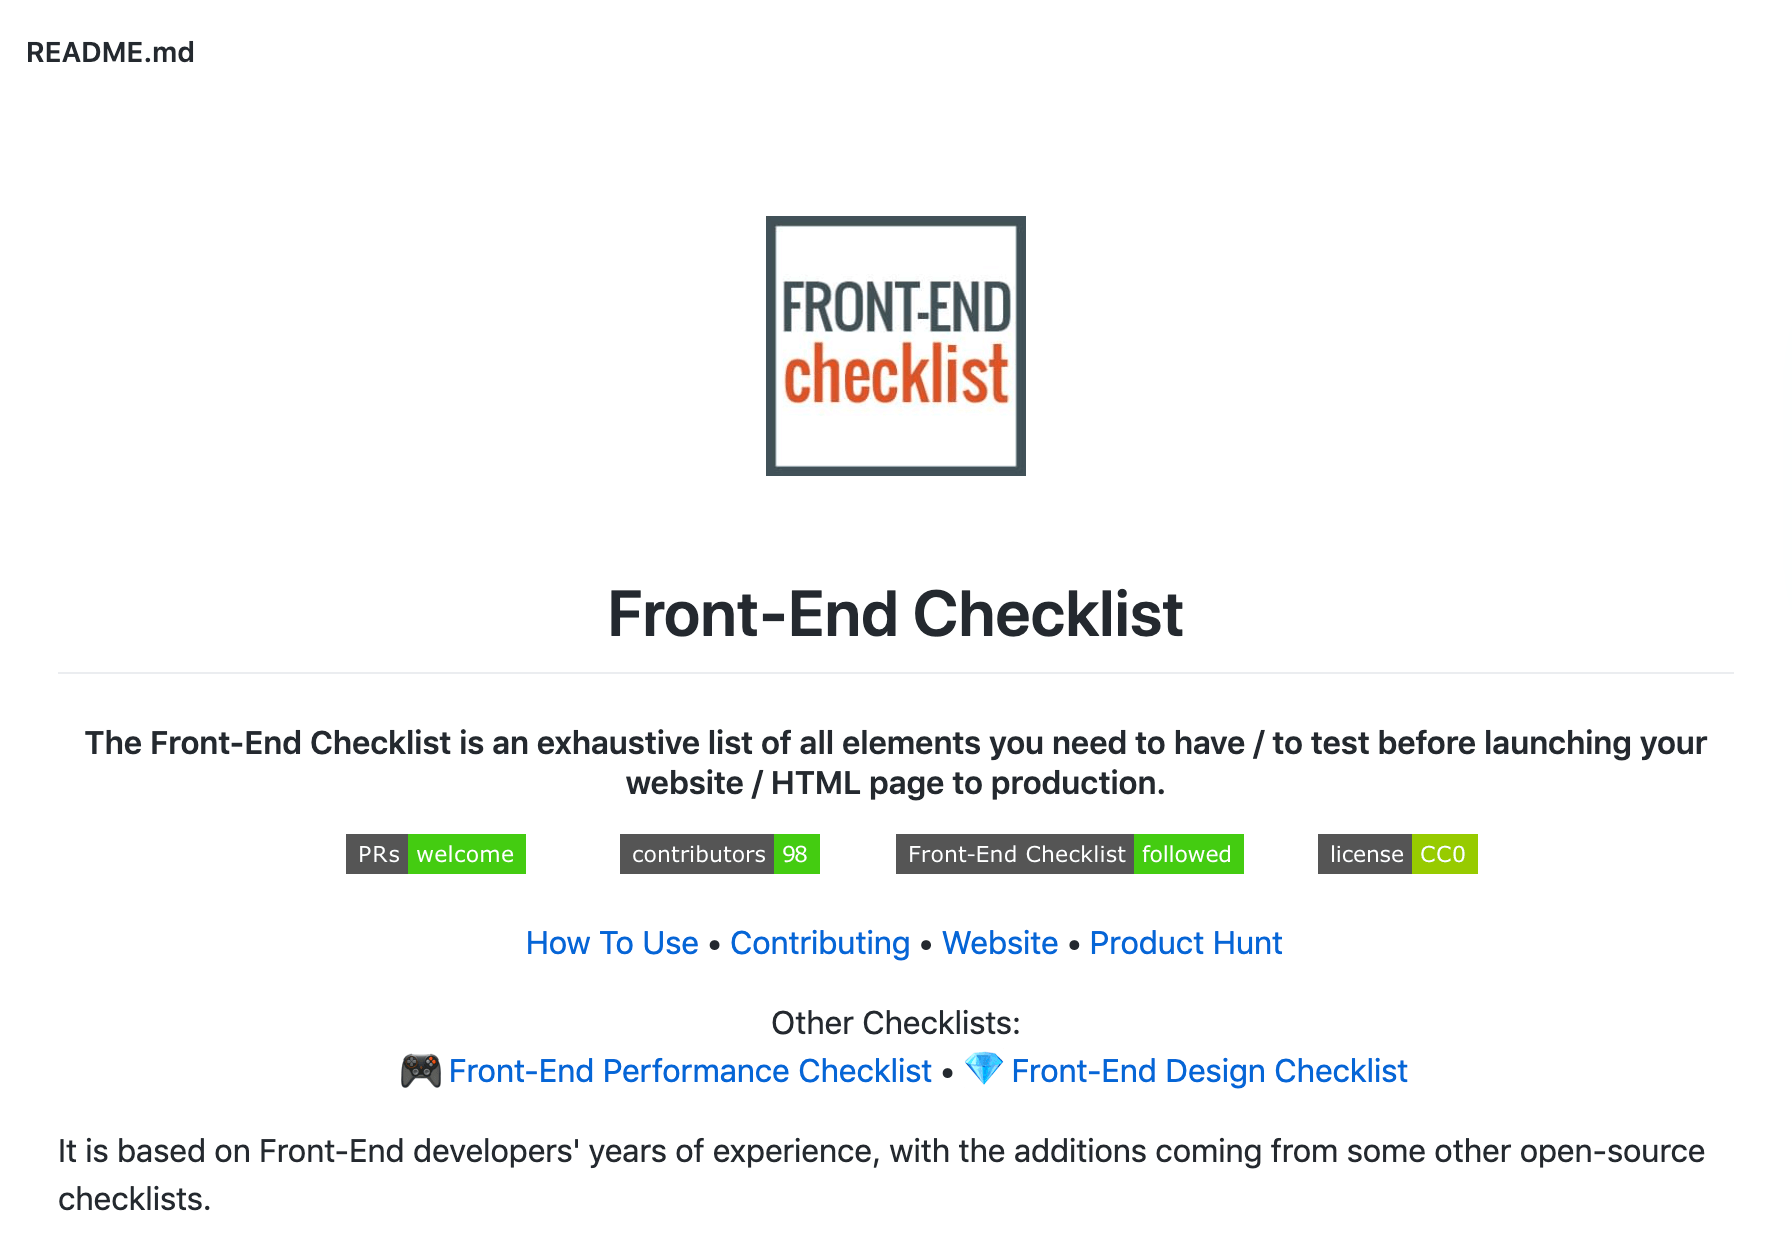 README.md
FRONT-END
checklist
Front-End Checklist
The Front-End Checklist is an exhaustive list of all elements you need to have / to test before launching your
website / HTML page to production.
PRs welcome contributors 98 Front-End Checklist followed license CC0
How To Use • Contributing • Website • Product Hunt
Other Checklists:
🎮 Front-End Performance Checklist • 💎 Front-End Design Checklist
It is based on Front-End developers' years of experience, with the additions coming from some other open-source
checklists.